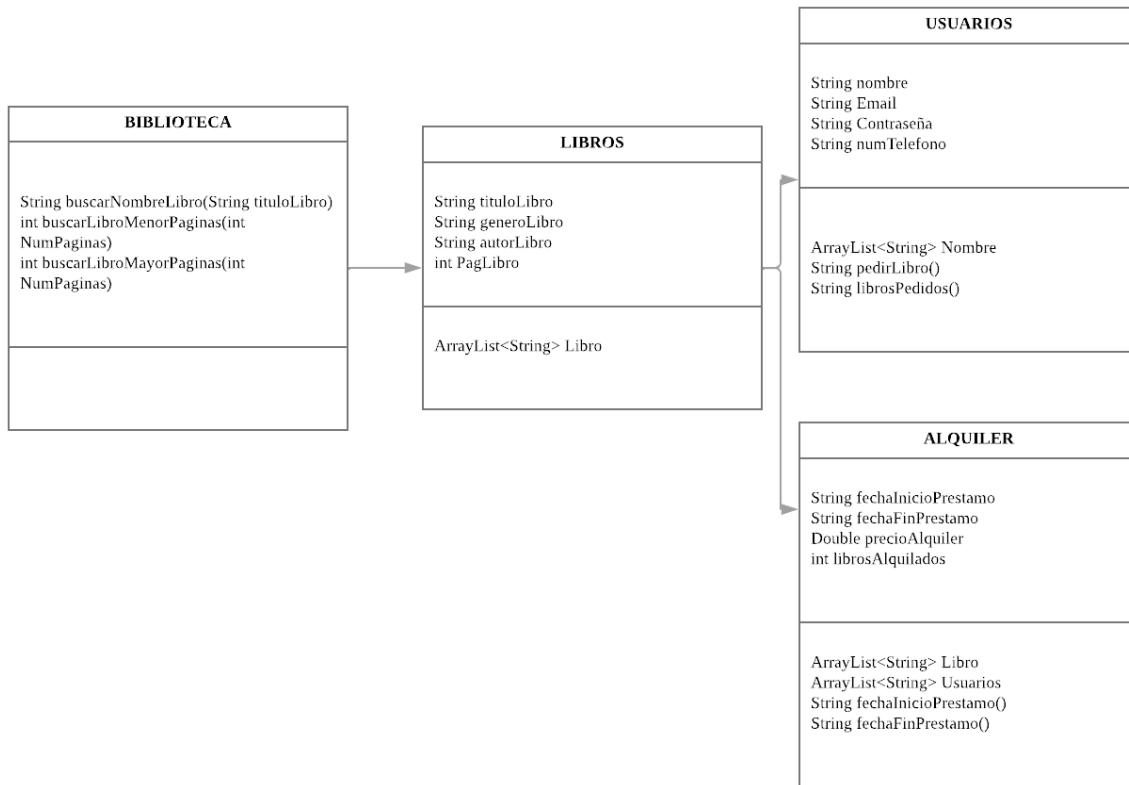 BIBLIOTECA
String buscarNombreLibro(String tituloLibro)
int buscarLibroMenorPaginas(int
NumPaginas)
int buscarLibroMayorPaginas(int
NumPaginas)
LIBROS
String tituloLibro
String generoLibro
String autorLibro
int PagLibro
ArrayList<String> Libro
USUARIOS
String nombre
String Email
String Contraseña
String numTelefono
ArrayList<String> Nombre
String pedirLibro()
String librosPedidos()
ALQUILER
String fechaInicioPrestamo
String fechaFinPrestamo
Double precioAlquiler
int librosAlquilados
ArrayList<String> Libro
ArrayList<String> Usuarios
String fechaInicioPrestamo()
String fechaFinPrestamo()